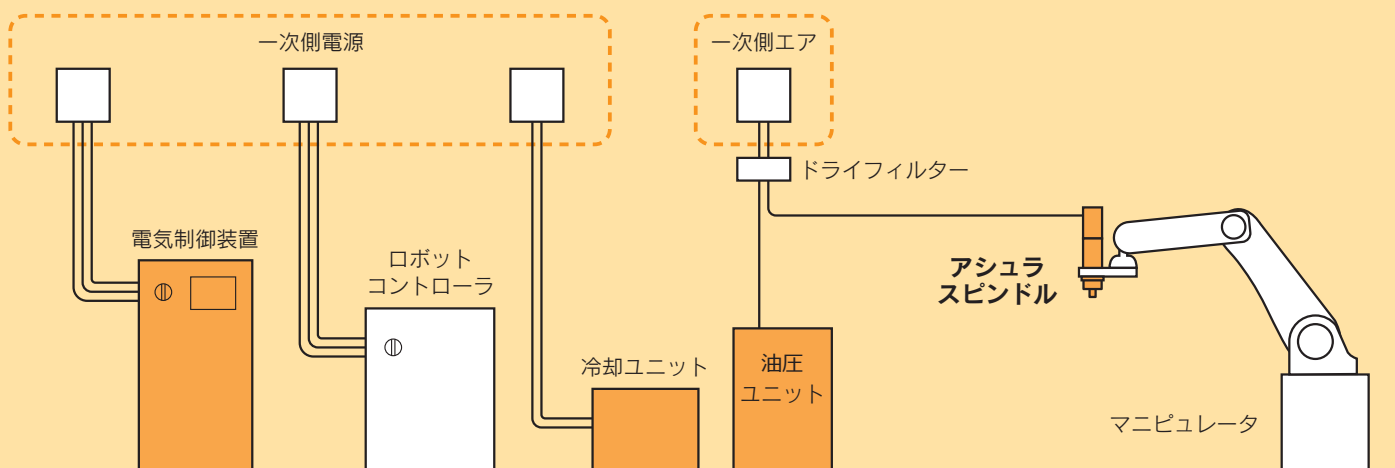 一次側電源
一次側エア
ドライフィルター
電気制御装置
ロボット
コントローラ
アシュラ
スピンドル
冷却ユニット
油圧
ユニット
マニピュレータ